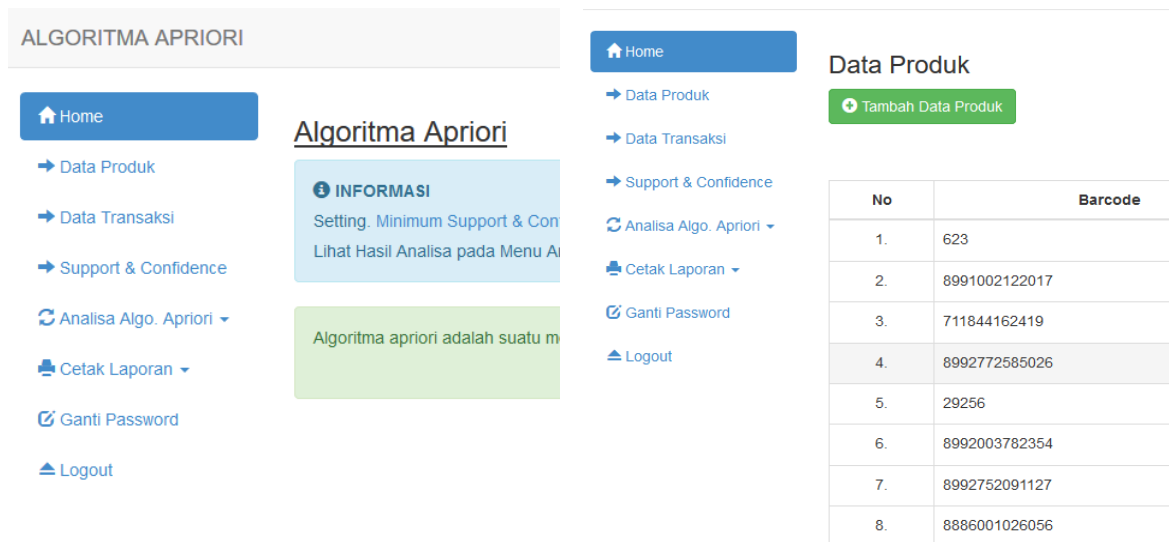 ALGORITMA APRIORI
Home
Data Produk
Data Transaksi
Support & Confidence
Analisa Algo. Apriori
Cetak Laporan
Ganti Password
Logout
Algoritma Apriori
INFORMASI
Setting. Minimum Support &
Lihat Hasil Analisa pada Menu
Algoritma apriori adalah suatu
Home
Data Produk
Data Transaksi
Support & Confidence
Analisa Algo. Apriori
Cetak Laporan
Ganti Password
Logout
Data Produk
Tambah Data Produk
No Barcode
1. 623
2. 8991002122017
3. 711844162419
4. 8992772585026
5. 29256
6. 8992003782354
7. 8992752091127
8. 8886001026056